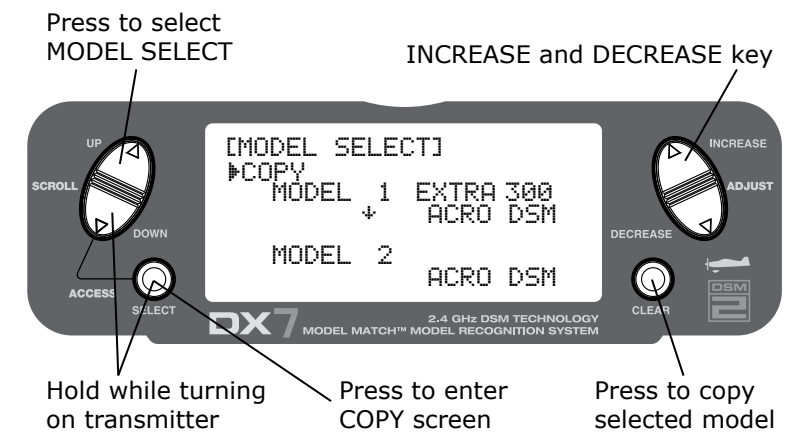 Press to select
MODEL SELECT
INCREASE and DECREASE key
UP
SCROLL
DOWN
ACCESS
SELECT
[MODEL SELECT]
COPY
MODEL 1 EXTRA 300
↓ ACRO DSM
MODEL 2
ACRO DSM
INCREASE
ADJUST
DECREASE
CLEAR
DSM
2
DX7 2.4 GHz DSM TECHNOLOGY
MODEL MATCH™ MODEL RECOGNITION SYSTEM
Hold while turning
on transmitter
Press to enter
COPY screen
Press to copy
selected model